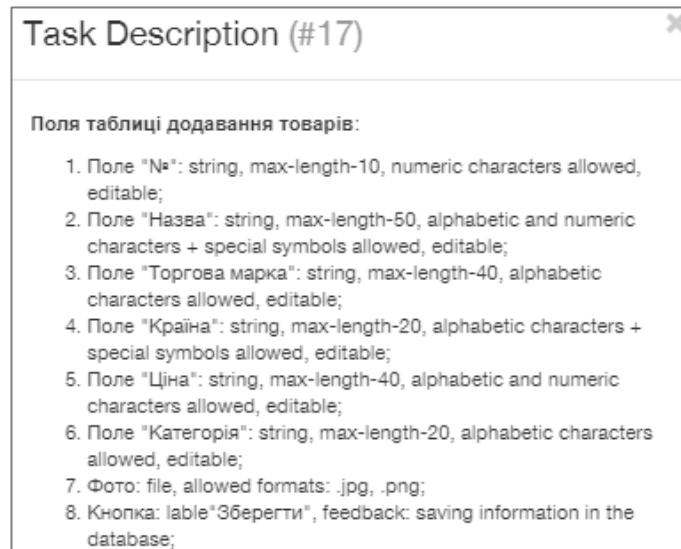 Task Description (#17)
Поля таблиці додавання товарів:
1. Поле "№": string, max-length-10, numeric characters allowed,
editable;
2. Поле "Назва": string, max-length-50, alphabetic and numeric
characters + special symbols allowed, editable;
3. Поле "Торгова марка": string, max-length-40, alphabetic
characters allowed, editable;
4. Поле "Країна": string, max-length-20, alphabetic characters +
special symbols allowed, editable;
5. Поле "Ціна": string, max-length-40, alphabetic and numeric
characters allowed, editable;
6. Поле "Категорія": string, max-length-20, alphabetic characters
allowed, editable;
7. Фото: file, allowed formats: .jpg, .png;
8. Кнопка: lable"Зберегти", feedback: saving information in the
database;